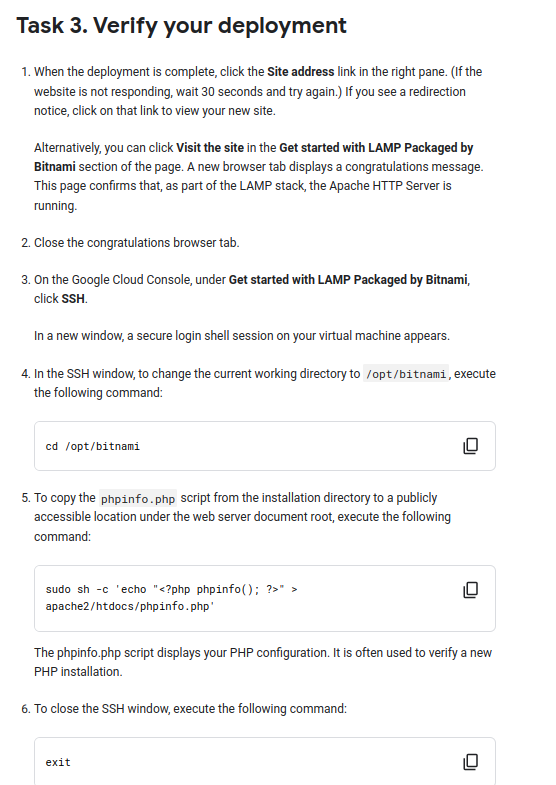 Task 3. Verify your deployment
1. When the deployment is complete, click the Site address link in the right pane. (If the
website is not responding, wait 30 seconds and try again.) If you see a redirection
notice, click on that link to view your new site.
Alternatively, you can click Visit the site in the Get started with LAMP Packaged by
Bitnami section of the page. A new browser tab displays a congratulations message.
This page confirms that, as part of the LAMP stack, the Apache HTTP Server is
running.
2. Close the congratulations browser tab.
3. On the Google Cloud Console, under Get started with LAMP Packaged by Bitnami,
click SSH.
In a new window, a secure login shell session on your virtual machine appears.
4. In the SSH window, to change the current working directory to /opt/bitnami, execute
the following command:
cd /opt/bitnami
5. To copy the phpinfo.php script from the installation directory to a publicly
accessible location under the web server document root, execute the following
command:
sudo sh -c 'echo "<?php phpinfo(); ?>" >
apache2/htdocs/phpinfo.php'
The phpinfo.php script displays your PHP configuration. It is often used to verify a new
PHP installation.
6. To close the SSH window, execute the following command:
exit